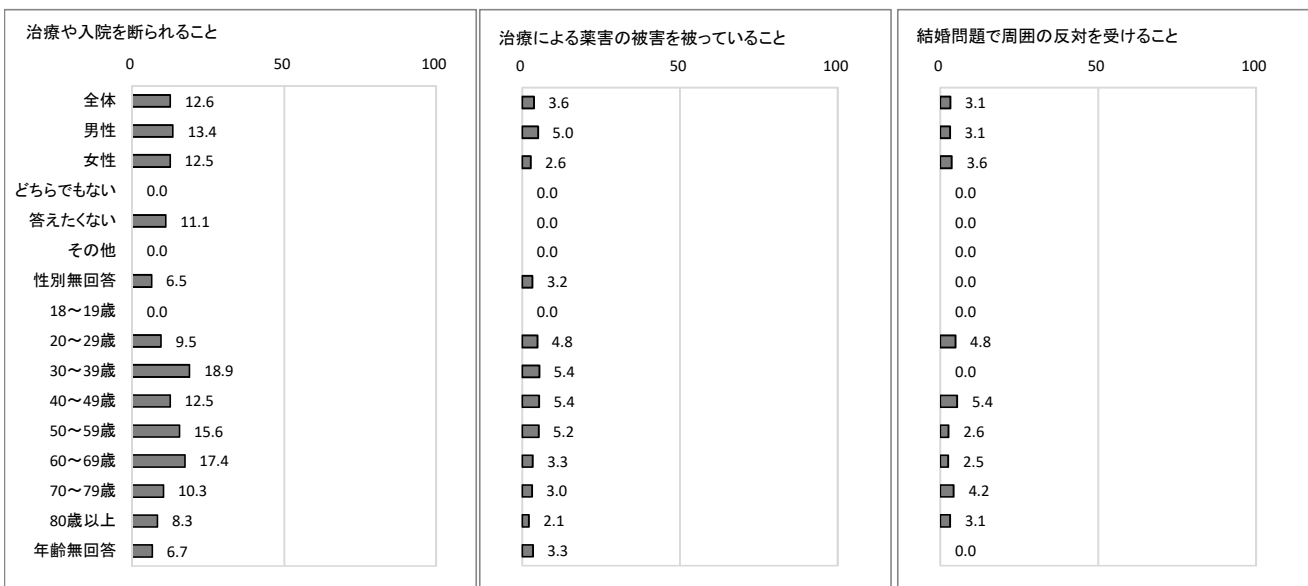 治療や入院を断られること
0 50 100
全体 12.6
男性 13.4
女性 12.5
どちらでもない 0.0
答えたくない 11.1
その他 0.0
性別無回答 6.5
18～19歳 0.0
20～29歳 9.5
30～39歳 18.9
40～49歳 12.5
50～59歳 15.6
60～69歳 17.4
70～79歳 10.3
80歳以上 8.3
年齢無回答 6.7
治療による薬害の被害を被っていること
0 50 100
3.6
5.0
2.6
0.0
0.0
0.0
3.2
0.0
4.8
5.4
5.4
5.2
3.3
3.0
2.1
3.3
結婚問題で周囲の反対を受けること
0 50 100
3.1
3.1
3.6
0.0
0.0
0.0
0.0
0.0
4.8
0.0
5.4
2.6
2.5
4.2
3.1
0.0